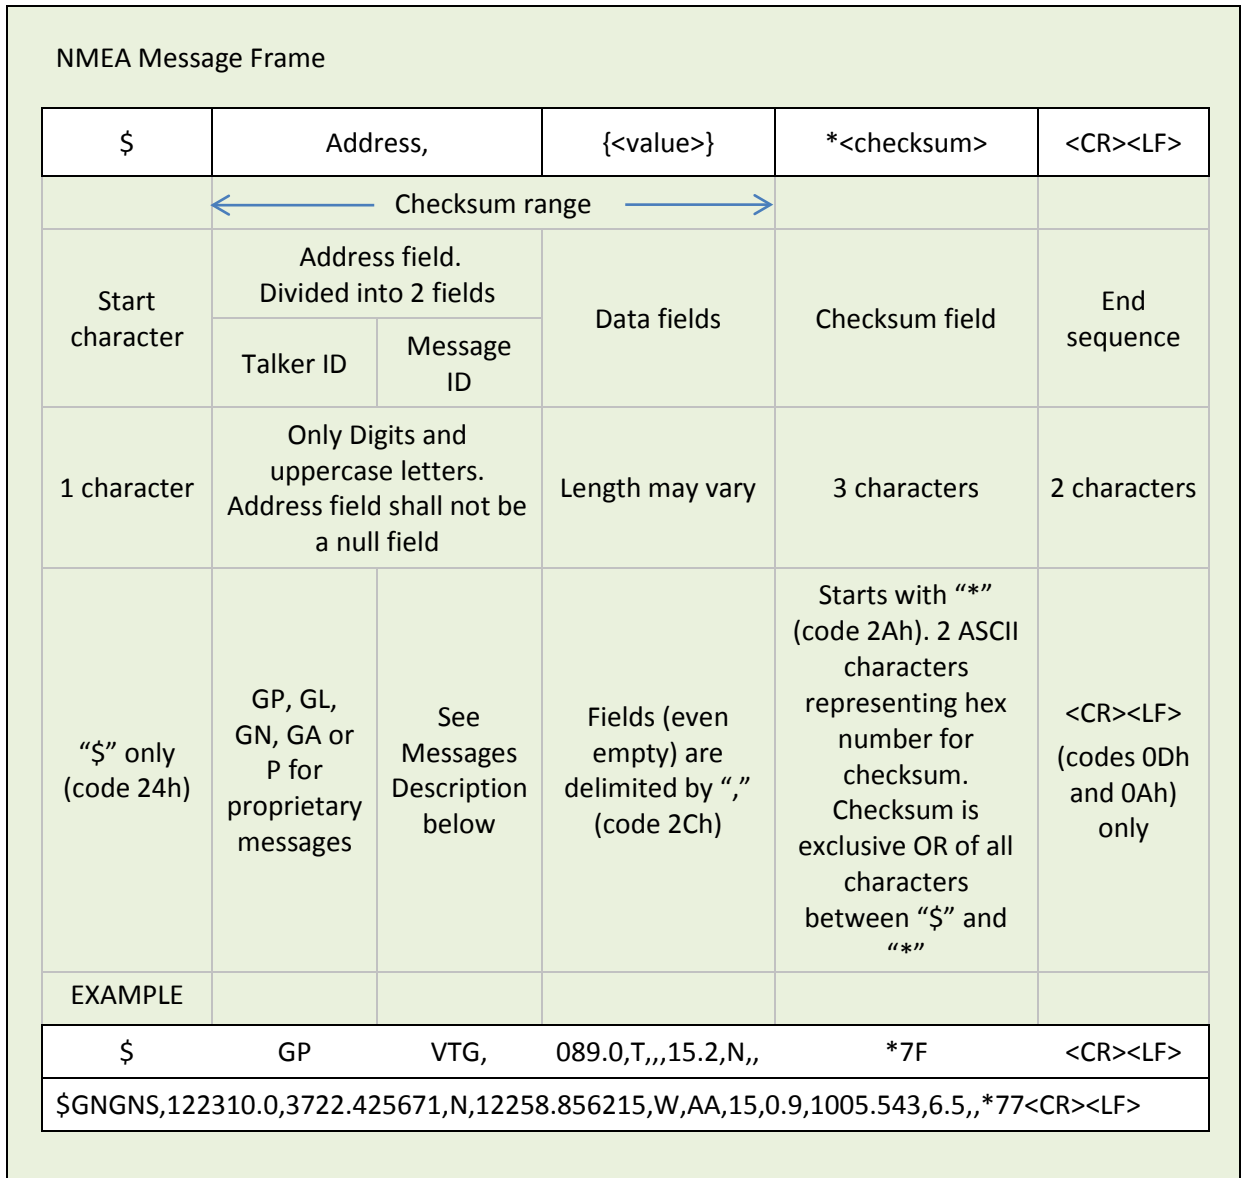 NMEA Message Frame
$ Address, {<value>} *<checksum> <CR><LF>
Checksum range
Start
character
Address field.
Divided into 2 fields
Talker ID
Message
ID
Data fields
Checksum field
End
sequence
1 character
Only Digits and
uppercase letters.
Address field shall not be
a null field
Length may vary
3 characters
2 characters
“$” only
(code 24h)
GP, GL,
GN, GA or
P for
proprietary
messages
See
Messages
Description
below
Fields (even
empty) are
delimited by “,”
(code 2Ch)
Starts with “*”
(code 2Ah). 2 ASCII
characters
representing hex
number for
checksum.
Checksum is
exclusive OR of all
characters
between “$” and
“*”
<CR><LF>
(codes 0Dh
and 0Ah)
only
EXAMPLE
$ GP VTG, 089.0,T,,,15.2,N,, *7F <CR><LF>
$GNGNS,122310.0,3722.425671,N,12258.856215,W,AA,15,0.9,1005.543,6.5,,*77<CR><LF>